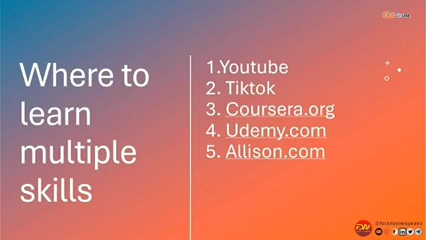 Where to
learn
multiple
skills
1.Youtube
2. Tiktok
3. Coursera.org
4. Udemy.com
5. Allison.com